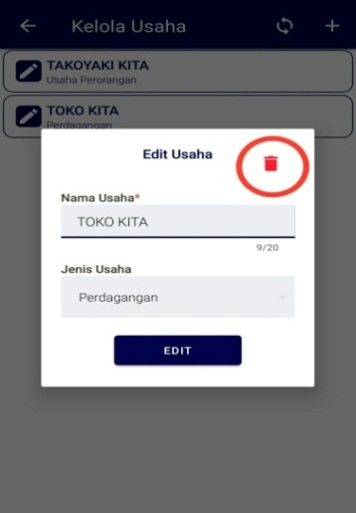 Kelola Usaha
TAKOYAKI KITA
Usaha Perorangan
TOKO KITA
Perdagangan
Edit Usaha
Nama Usaha*
TOKO KITA
9/20
Jenis Usaha
Perdagangan
EDIT